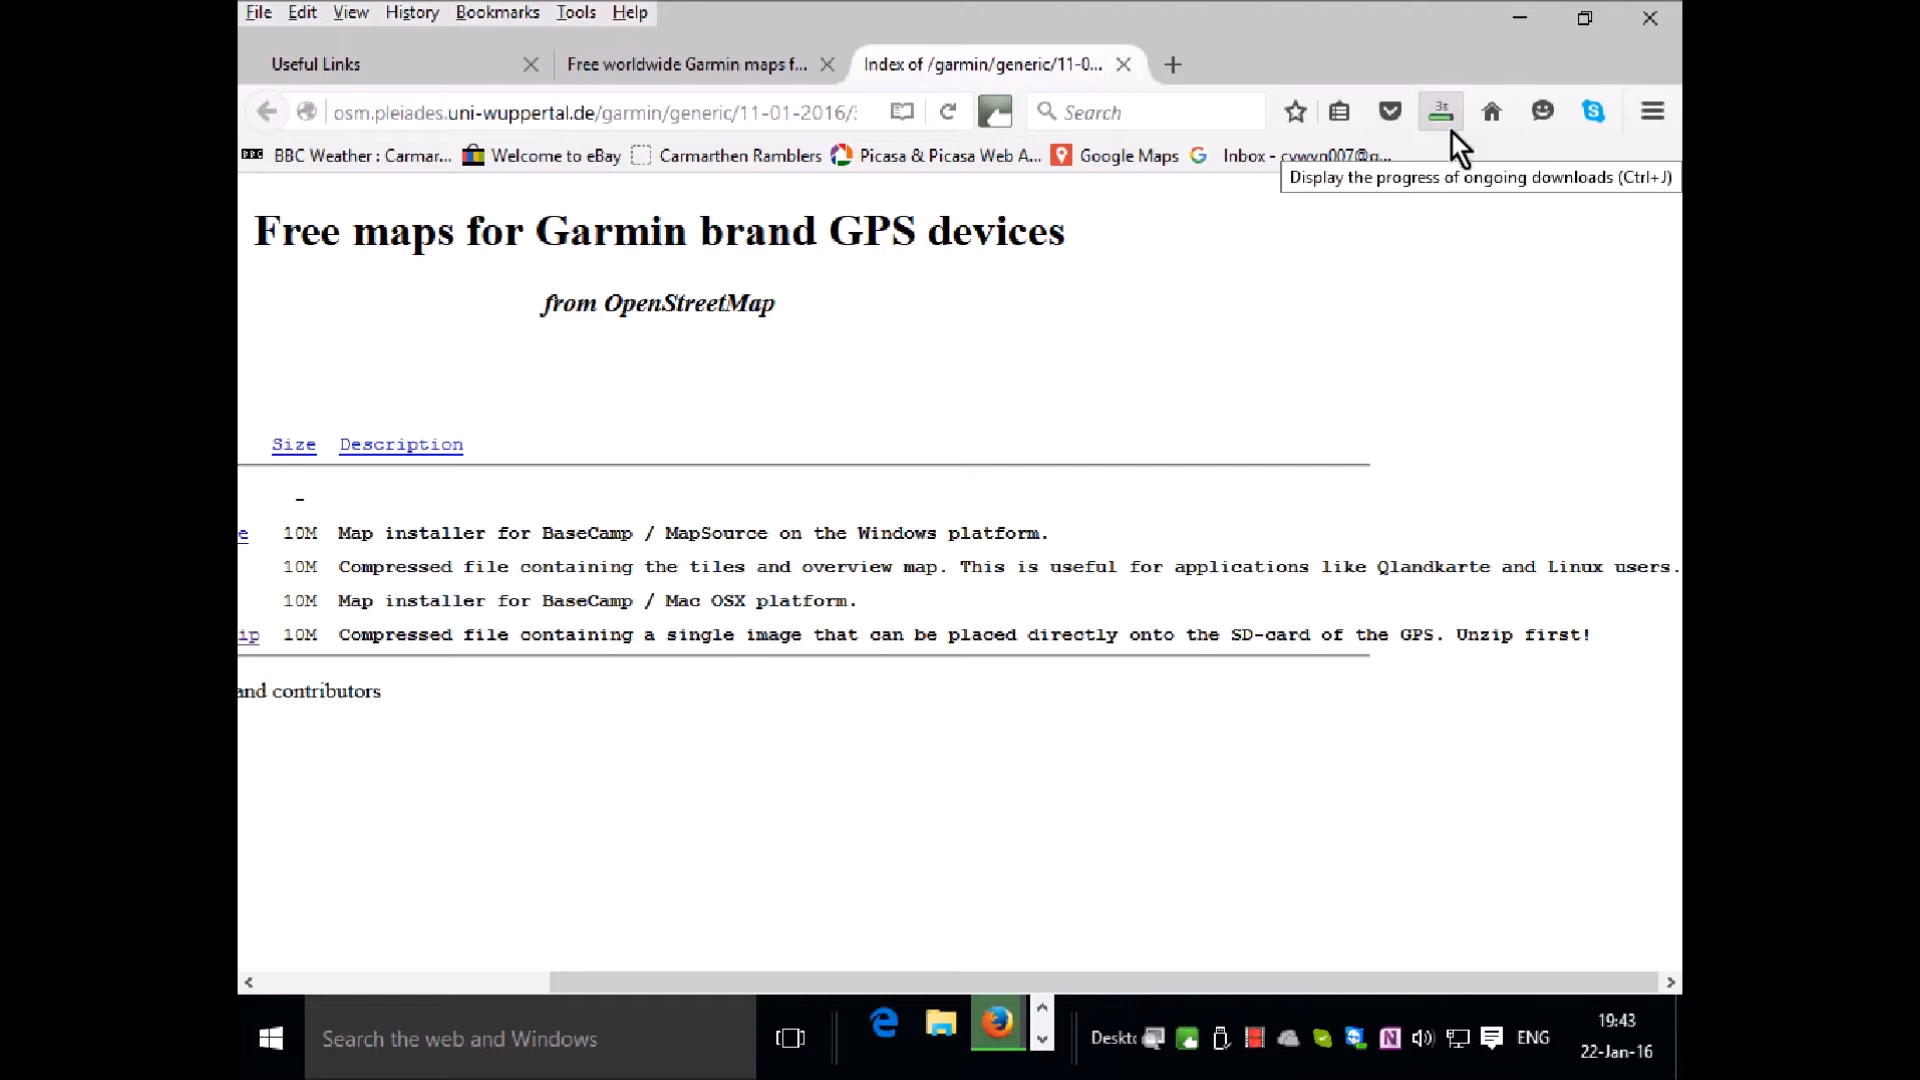 File Edit View History Bookmarks Tools Help
Useful Links
Free worldwide Garmin maps f...
Index of /garmin/generic/11-0...
osm.pleiades.uni-wuppertal.de/garmin/generic/11-01-2016/
Search
3s
BBC BBC Weather : Carmar... Welcome to eBay Carmarthen Ramblers Picasa & Picasa Web A... Google Maps G Inbox - cywyn007@g...
Display the progress of ongoing downloads (Ctrl+J)
Free maps for Garmin brand GPS devices
from OpenStreetMap
Size Description
-
e 10M Map installer for BaseCamp / MapSource on the Windows platform.
10M Compressed file containing the tiles and overview map. This is useful for applications like Qlandkarte and Linux users.
10M Map installer for BaseCamp / Mac OSX platform.
ip 10M Compressed file containing a single image that can be placed directly onto the SD-card of the GPS. Unzip first!
and contributors
Search the web and Windows
Deskto
N
ENG
19:43
22-Jan-16